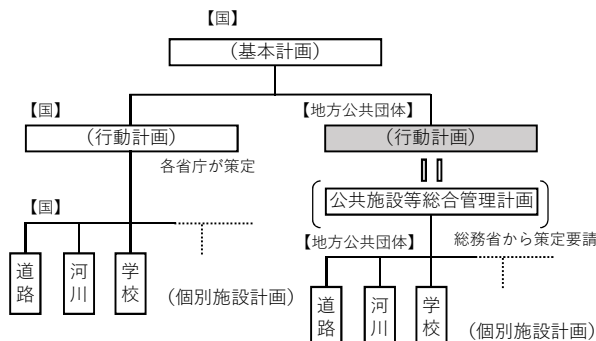 【国】
（基本計画）
【国】
（行動計画）
各省庁が策定
【地方公共団体】
（行動計画）
公共施設等総合管理計画
総務省から策定要請
【国】
道路
河川
学校
（個別施設計画）
【地方公共団体】
道路
河川
学校
（個別施設計画）